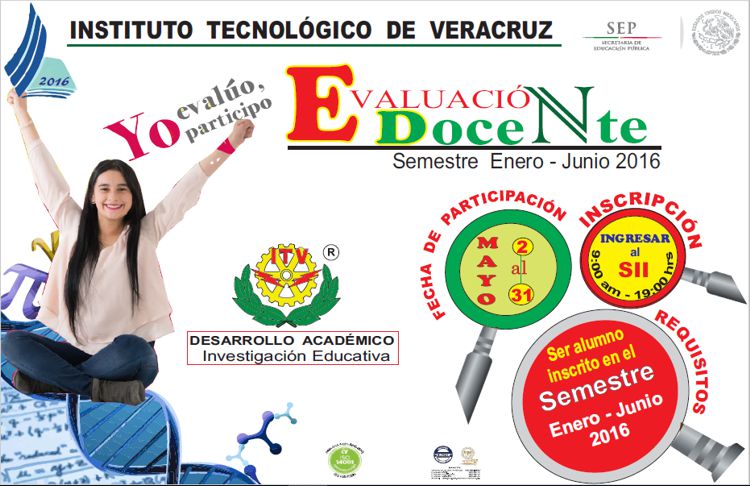 INSTITUTO TECNOLÓGICO DE VERACRUZ
SEP
SECRETARÍA DE
EDUCACIÓN PÚBLICA
2016
Yo evalúo,
participo
EVALUACIÓN
DoceNte
Semestre Enero - Junio 2016
FECHA DE PARTICIPACIÓN
MAYO
2
al
31
INSCRIPCIÓN
INGRESAR
al
SII
9:00 am - 19:00 hrs
ITV
®
DESARROLLO ACADÉMICO
Investigación Educativa
REQUISITOS
Ser alumno
inscrito en el
Semestre
Enero - Junio
2016
ISO
14001